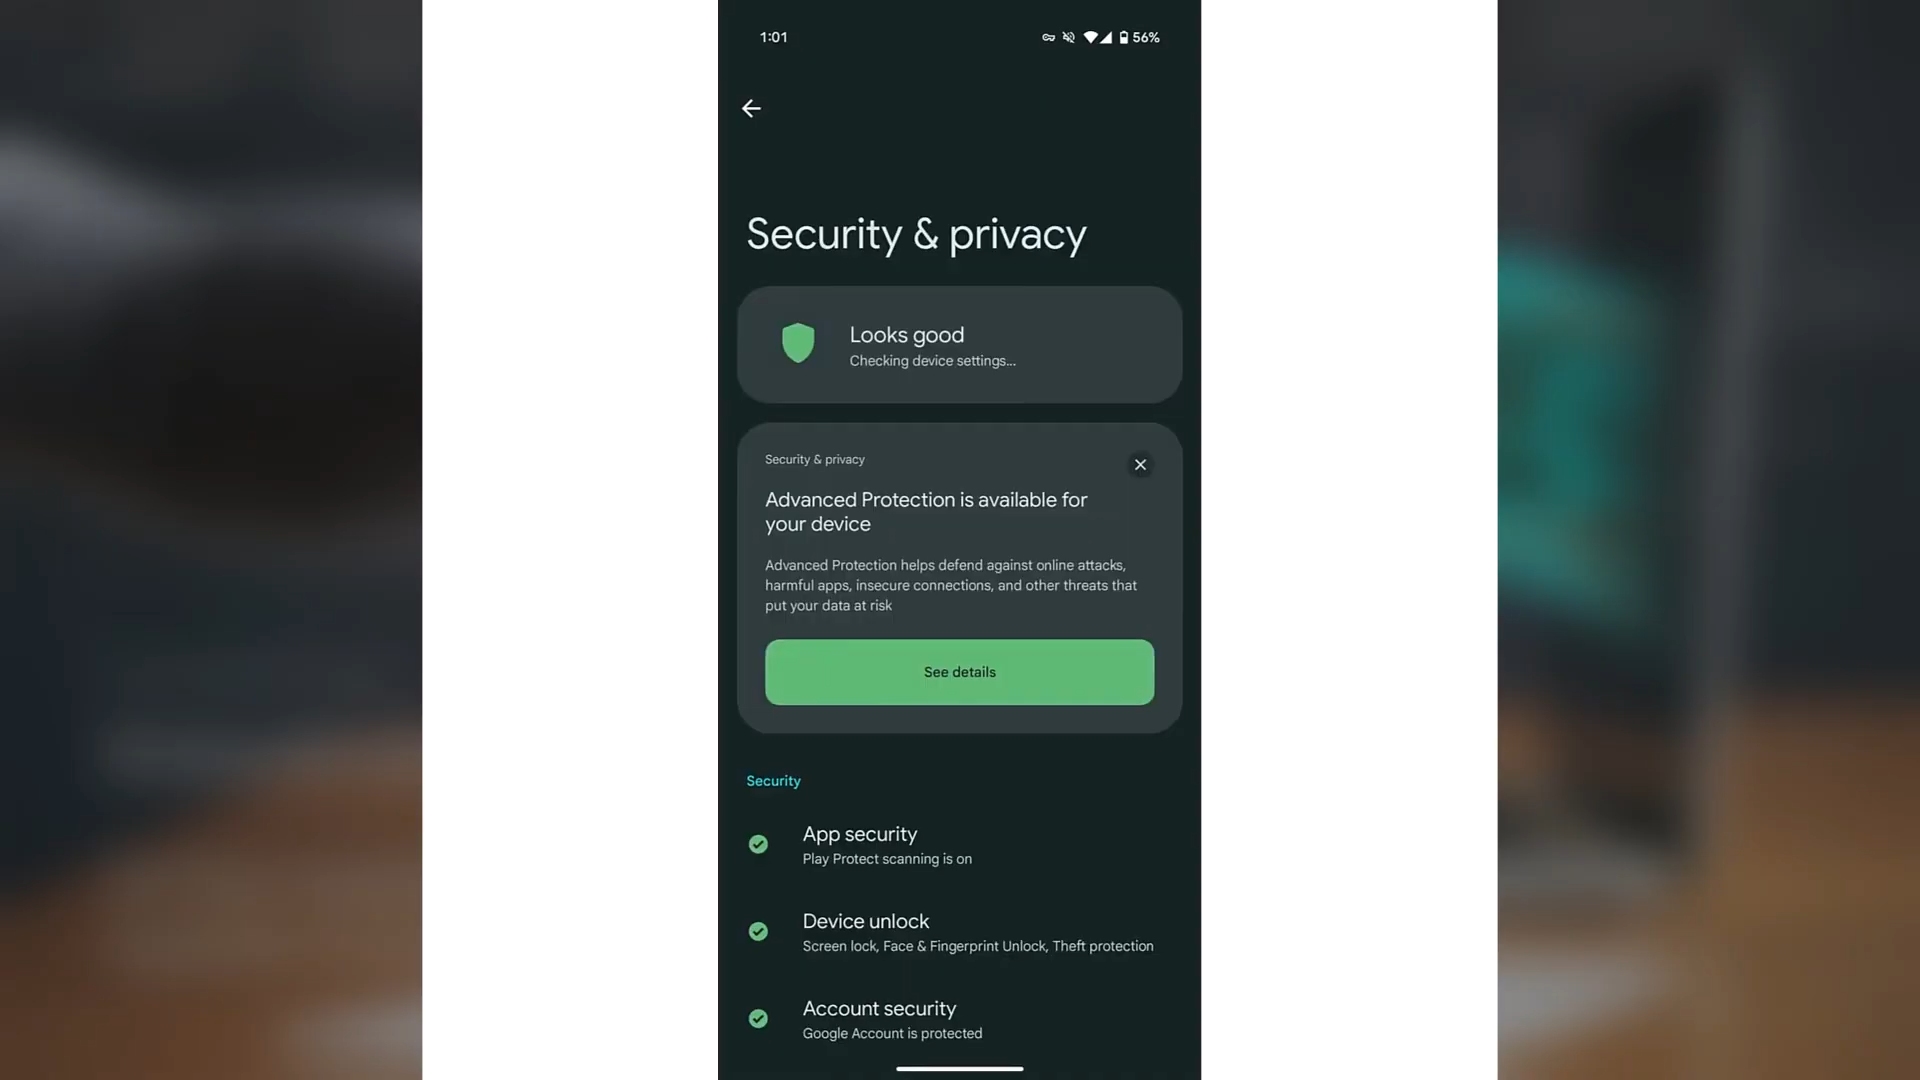 1:01
56%
Security & privacy
Looks good
Checking device settings...
Security & privacy
Advanced Protection is available for
your device
Advanced Protection helps defend against online attacks,
harmful apps, insecure connections, and other threats that
put your data at risk
See details
Security
App security
Play Protect scanning is on
Device unlock
Screen lock, Face & Fingerprint Unlock, Theft protection
Account security
Google Account is protected